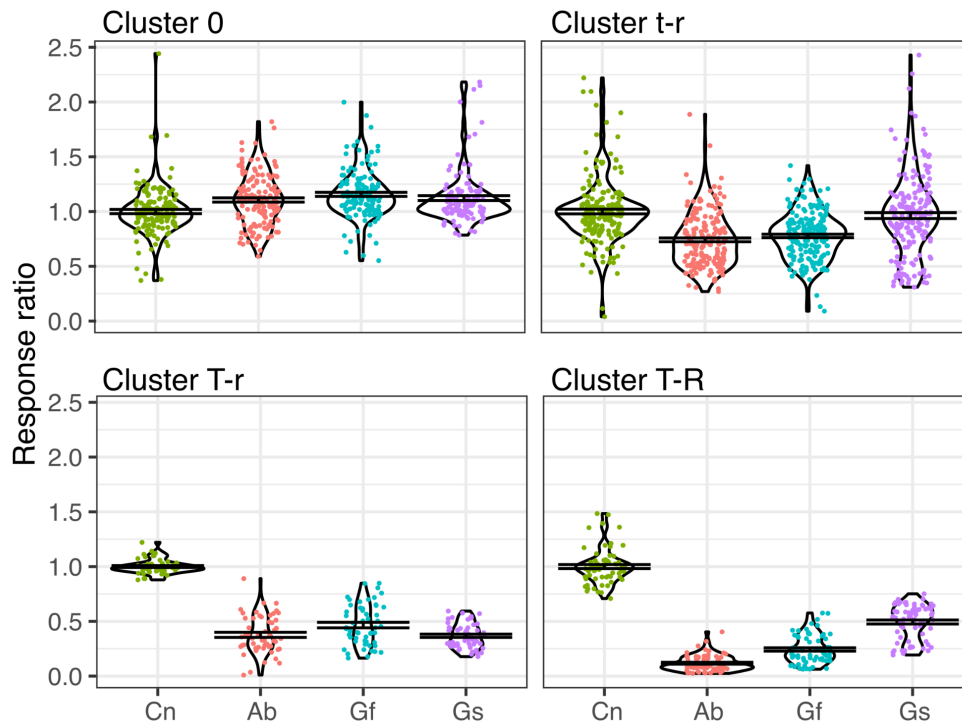 Cluster 0
Cluster t-r
2.5
2.0
1.5
1.0
0.5
0.0
Cluster T-r
Cluster T-R
2.5
2.0
1.5
1.0
0.5
0.0
Response ratio
Cn Ab Gf Gs
Cn Ab Gf Gs